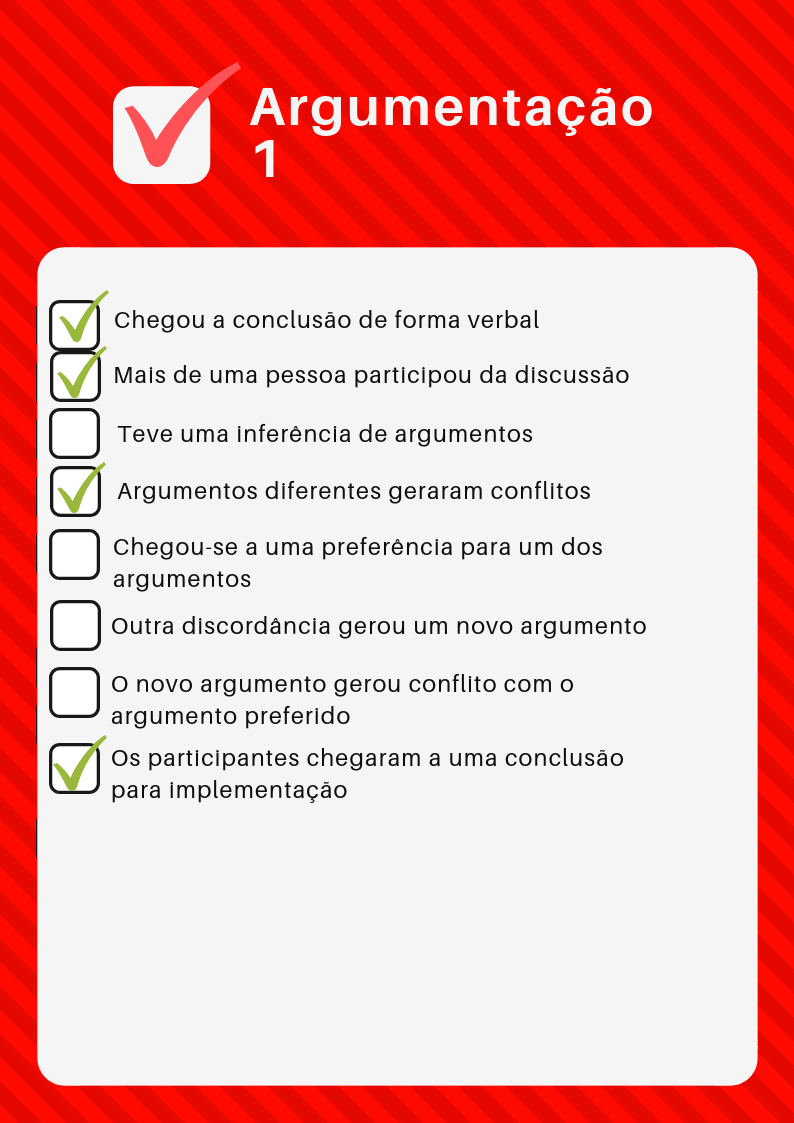 Argumentação
1
Chegou a conclusão de forma verbal
Mais de uma pessoa participou da discussão
Teve uma inferência de argumentos
Argumentos diferentes geraram conflitos
Chegou-se a uma preferência para um dos
argumentos
Outra discordância gerou um novo argumento
O novo argumento gerou conflito com o
argumento preferido
Os participantes chegaram a uma conclusão
para implementação